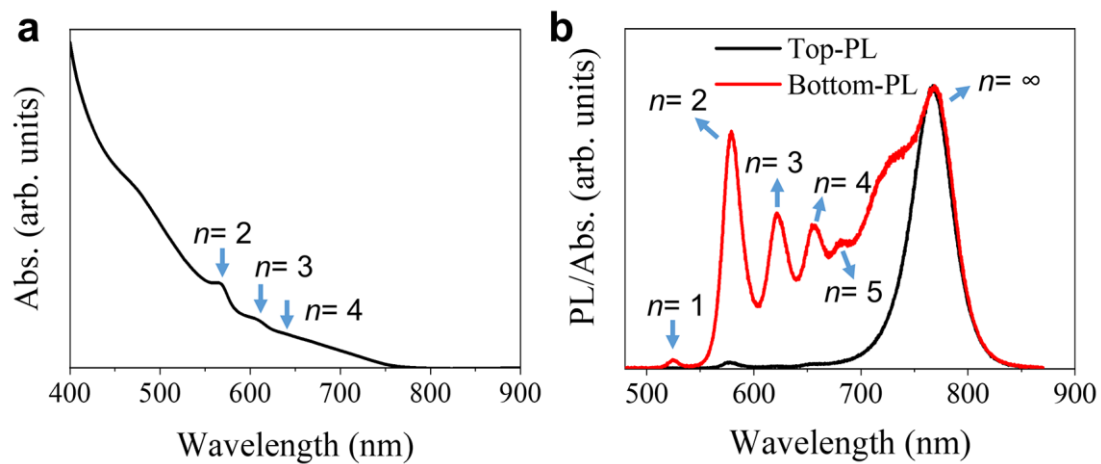 a
Abs. (arb. units)
n= 2
n= 3
n= 4
400 500 600 700 800 900
Wavelength (nm)
b
PL/Abs. (arb. units)
Top-PL
Bottom-PL
n= ∞
n= 2
n= 3
n= 4
n= 5
n= 1
500 600 700 800 900
Wavelength (nm)